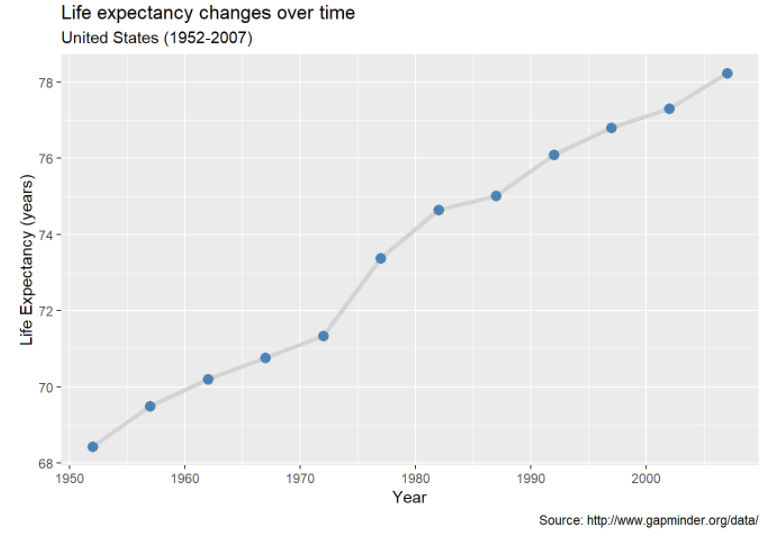 Life expectancy changes over time
United States (1952-2007)
78
76
74
72
70
68
Life Expectancy (years)
1950 1960 1970 1980 1990 2000
Year
Source: http://www.gapminder.org/data/